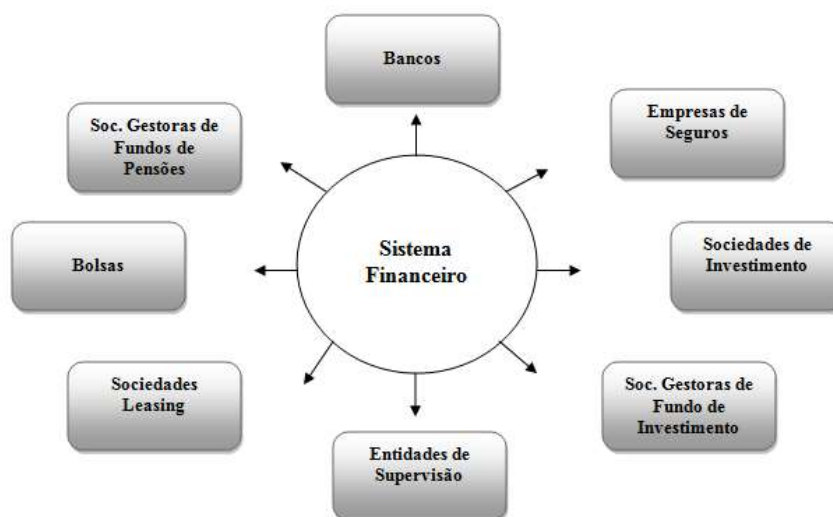 Bancos
Soc. Gestoras de
Fundos de
Pensões
Empresas de
Seguros
Bolsas
Sistema
Financeiro
Sociedades de
Investimento
Sociedades
Leasing
Soc. Gestoras de
Fundo de
Investimento
Entidades de
Supervisão